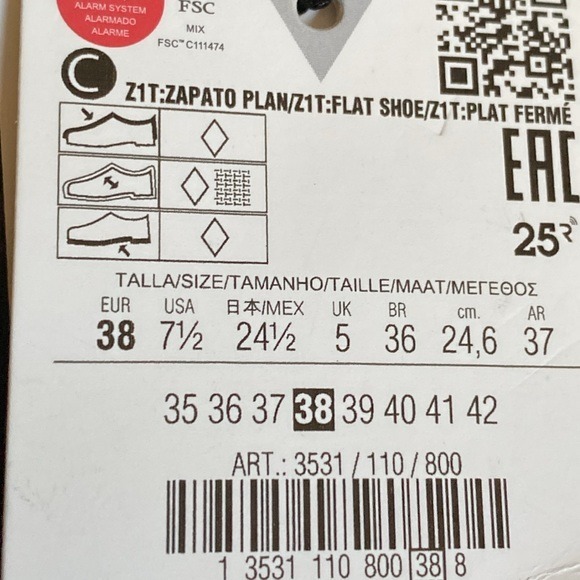 ALARM SYSTEM
ALARMADO
ALARME
FSC
MIX
FSC™ C111474
C
Z1T:ZAPATO PLAN/Z1T:FLAT SHOE/Z1T:PLAT FERMÉ
EAC
25R
TALLA/SIZE/TAMANHO/TAILLE/MAAT/ΜΕΓΕΘΟΣ
EUR USA 日本/MEX UK BR cm. AR
38 7½ 24½ 5 36 24,6 37
35 36 37 38 39 40 41 42
ART.: 3531 / 110 / 800
1 3531 110 800 38 8